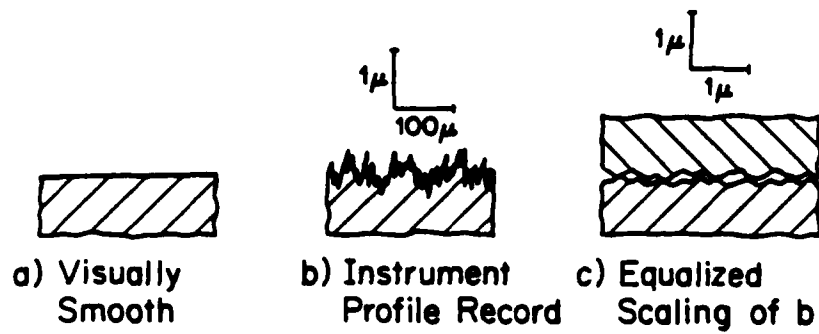 1μ
100μ
1μ
1μ
a) Visually
Smooth
b) Instrument
Profile Record
c) Equalized
Scaling of b